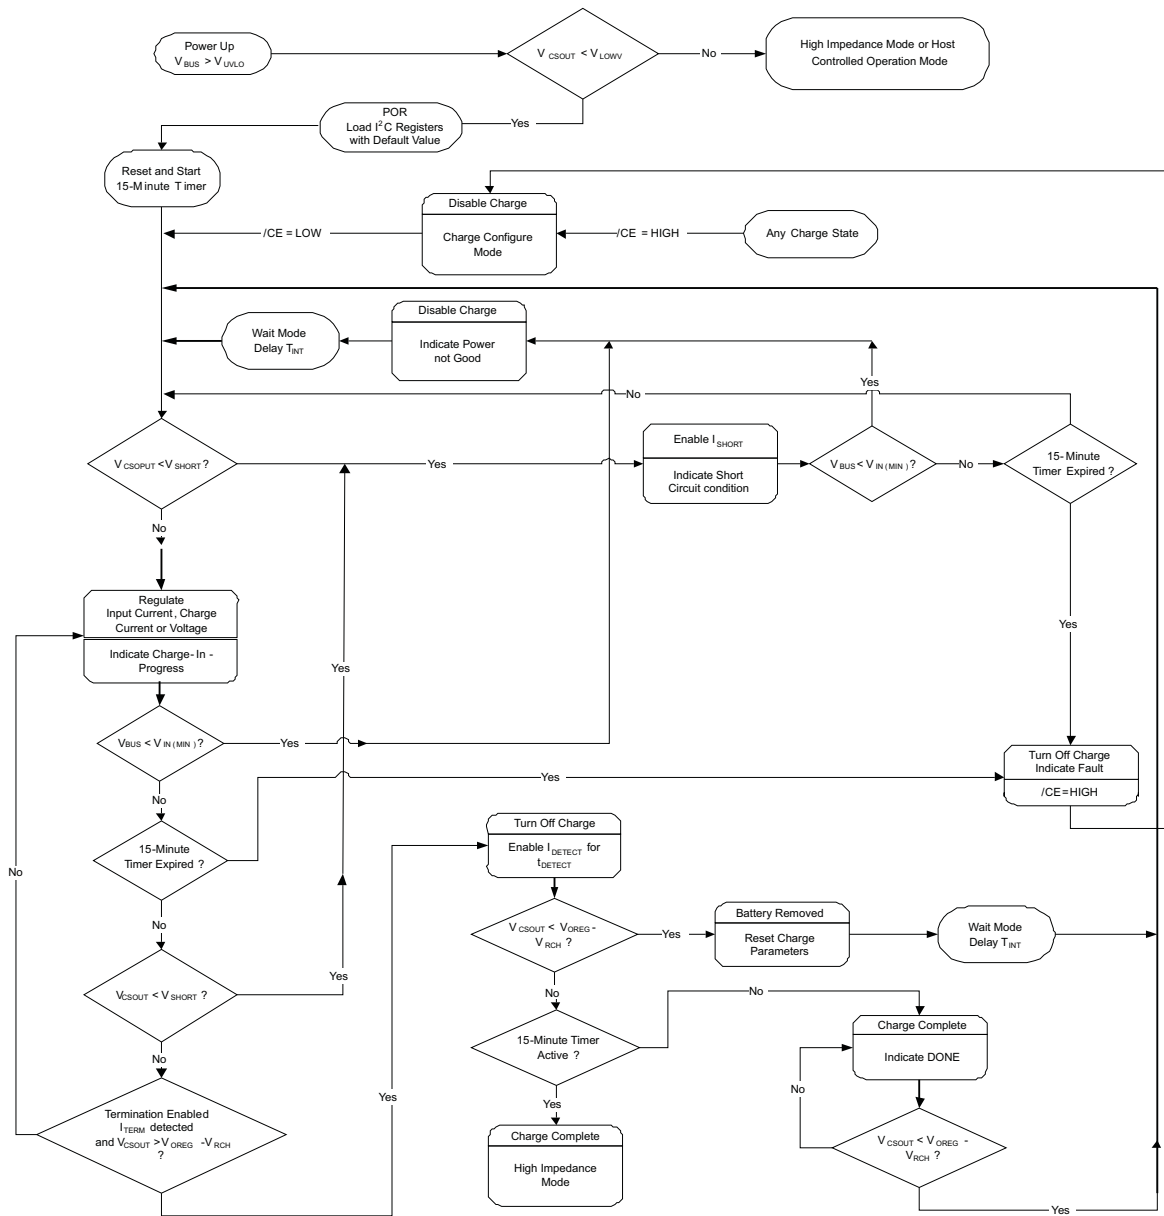 Power Up
V BUS > V UVLO
V CSOUT < V LOWV
No
High Impedance Mode or Host
Controlled Operation Mode
Yes
POR
Load I2C Registers
with Default Value
Reset and Start
15-Minute Timer
Disable Charge
Charge Configure
Mode
/CE = LOW
/CE = HIGH
Any Charge State
Disable Charge
Indicate Power
not Good
Wait Mode
Delay TINT
Yes
No
V CSOPUT < V SHORT ?
Yes
Enable I SHORT
Indicate Short
Circuit condition
V BUS < V IN ( MIN ) ?
No
15- Minute
Timer Expired ?
No
Regulate
Input Current, Charge
Current or Voltage
Indicate Charge- In -
Progress
Yes
Yes
VBUS < V IN ( MIN ) ?
Yes
Turn Off Charge
Indicate Fault
/CE = HIGH
No
Yes
15-Minute
Timer Expired ?
No
Turn Off Charge
Enable I DETECT for
tDETECT
No
V CSOUT < VOREG -
V RCH ?
Yes
Battery Removed
Reset Charge
Parameters
Wait Mode
Delay TINT
VCSOUT < V SHORT ?
Yes
No
No
15-Minute Timer
Active ?
No
Charge Complete
Indicate DONE
No
Termination Enabled
ITERM detected
and VCSOUT > V OREG - V RCH
?
Yes
Yes
Charge Complete
High Impedance
Mode
No
V CSOUT < V OREG -
VRCH ?
Yes